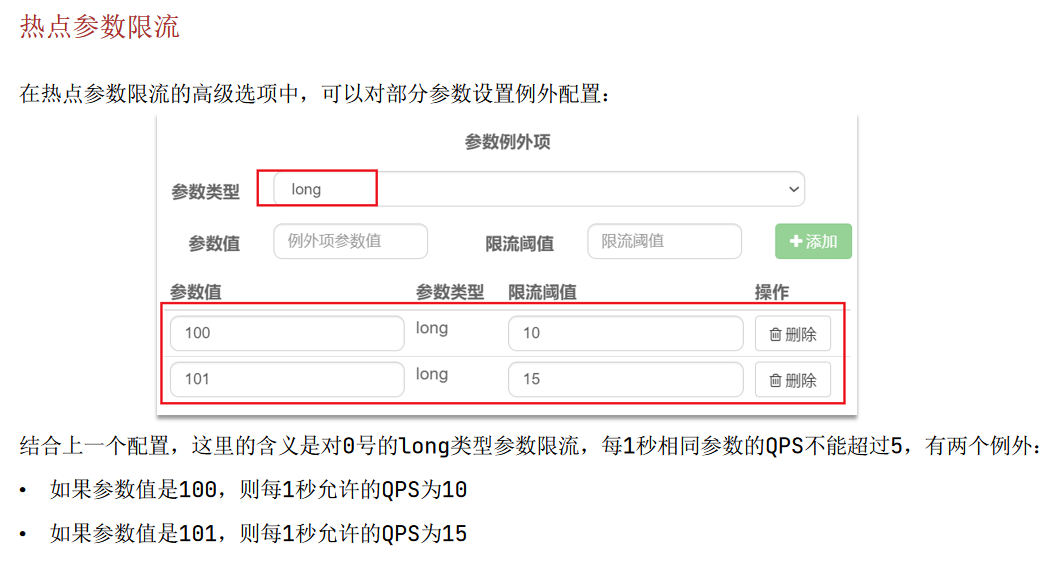 热点参数限流
在热点参数限流的高级选项中，可以对部分参数设置例外配置：
参数例外项
参数类型 long
参数值 例外项参数值 限流阈值 限流阈值 添加
参数值 参数类型 限流阈值 操作
100 long 10 删除
101 long 15 删除
结合上一个配置，这里的含义是对0号的long类型参数限流，每1秒相同参数的QPS不能超过5，有两个例外：
• 如果参数值是100，则每1秒允许的QPS为10
• 如果参数值是101，则每1秒允许的QPS为15